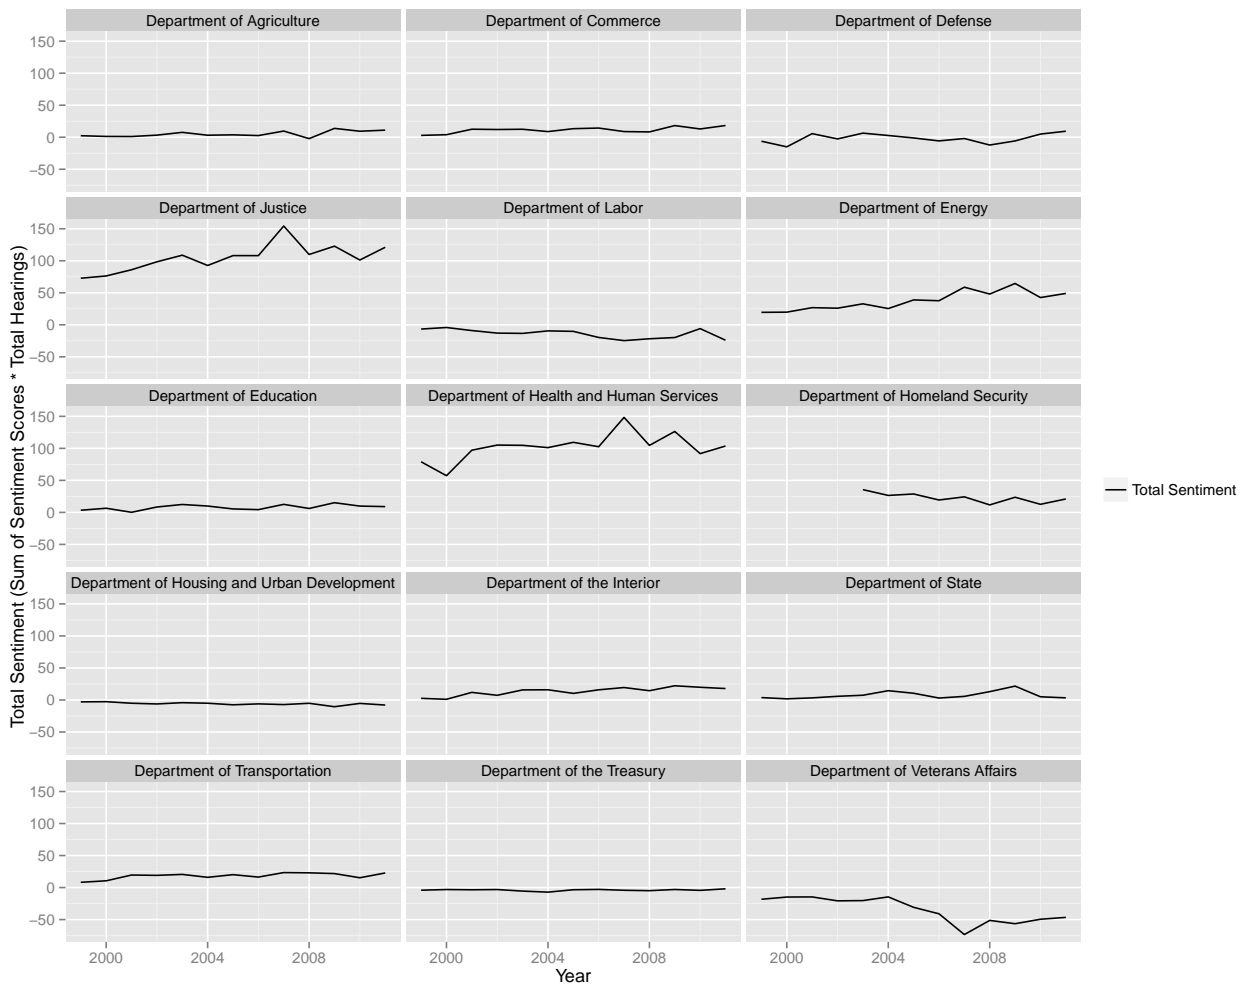 Department of Agriculture
Department of Commerce
Department of Defense
150
100
50
0
−50
Department of Justice
Department of Labor
Department of Energy
150
100
50
0
−50
Department of Education
Department of Health and Human Services
Department of Homeland Security
150
100
50
0
−50
Department of Housing and Urban Development
Department of the Interior
Department of State
150
100
50
0
−50
Department of Transportation
Department of the Treasury
Department of Veterans Affairs
150
100
50
0
−50
2000 2004 2008
2000 2004 2008
2000 2004 2008
Year
Total Sentiment (Sum of Sentiment Scores * Total Hearings)
Total Sentiment